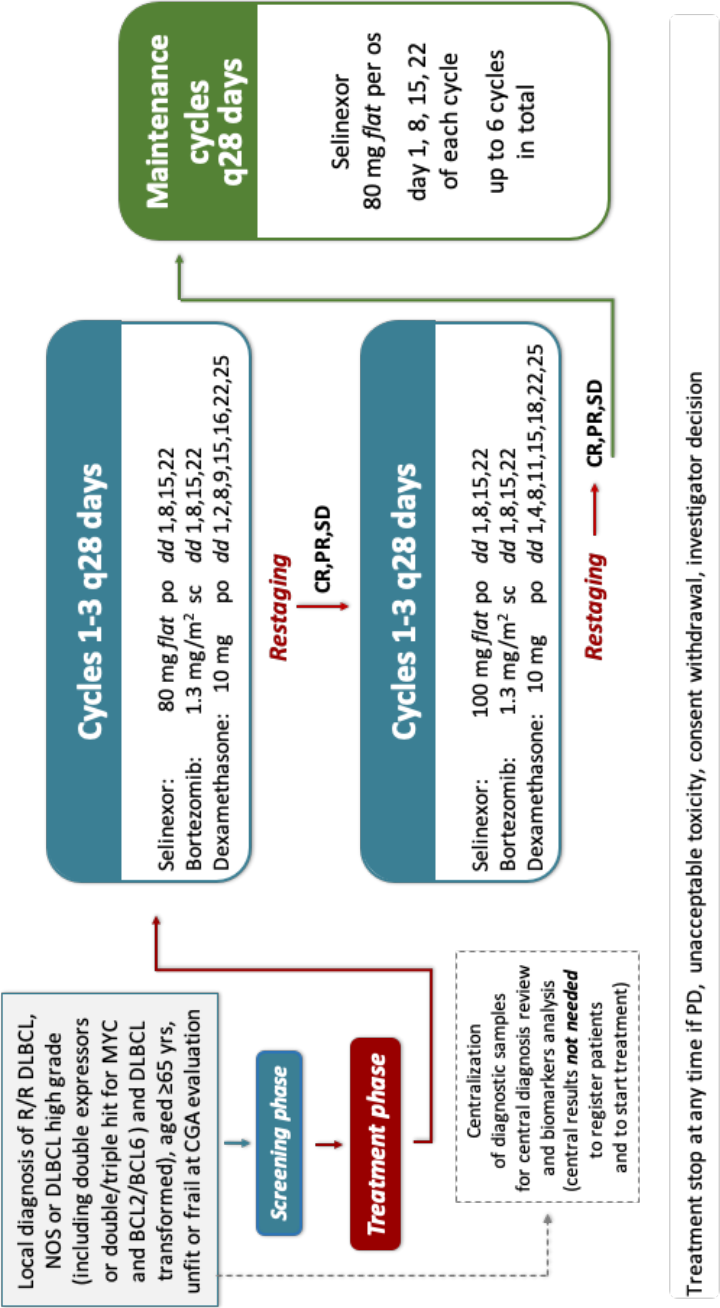 Local diagnosis of R/R DLBCL,
NOS or DLBCL high grade
(including double expressors
or double/triple hit for MYC
and BCL2/BCL6 ) and DLBCL
transformed), aged ≥65 yrs,
unfit or frail at CGA evaluation
Screening phase
Treatment phase
Centralization
of diagnostic samples
for central diagnosis review
and biomarkers analysis
(central results not needed
to register patients
and to start treatment)
Cycles 1-3 q28 days
Selinexor: 80 mg flat po dd 1,8,15,22
Bortezomib: 1.3 mg/m² sc dd 1,8,15,22
Dexamethasone: 10 mg po dd 1,2,8,9,15,16,22,25
Restaging
CR,PR,SD
Cycles 1-3 q28 days
Selinexor: 100 mg flat po dd 1,8,15,22
Bortezomib: 1.3 mg/m² sc dd 1,8,15,22
Dexamethasone: 10 mg po dd 1,4,8,11,15,18,22,25
Restaging
CR,PR,SD
Maintenance
cycles
q28 days
Selinexor
80 mg flat per os
day 1, 8, 15, 22
of each cycle
up to 6 cycles
in total
Treatment stop at any time if PD, unacceptable toxicity, consent withdrawal, investigator decision